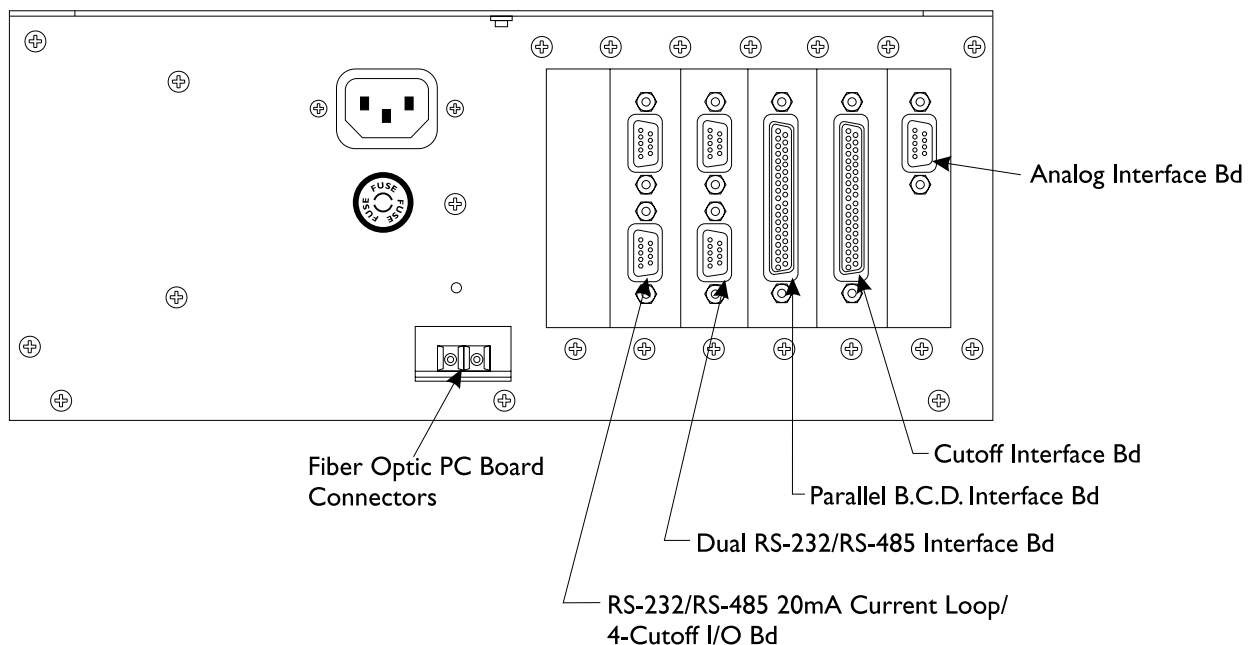 FUSE FUSE FUSE
Analog Interface Bd
Cutoff Interface Bd
Fiber Optic PC Board
Connectors
Parallel B.C.D. Interface Bd
Dual RS-232/RS-485 Interface Bd
RS-232/RS-485 20mA Current Loop/
4-Cutoff I/O Bd